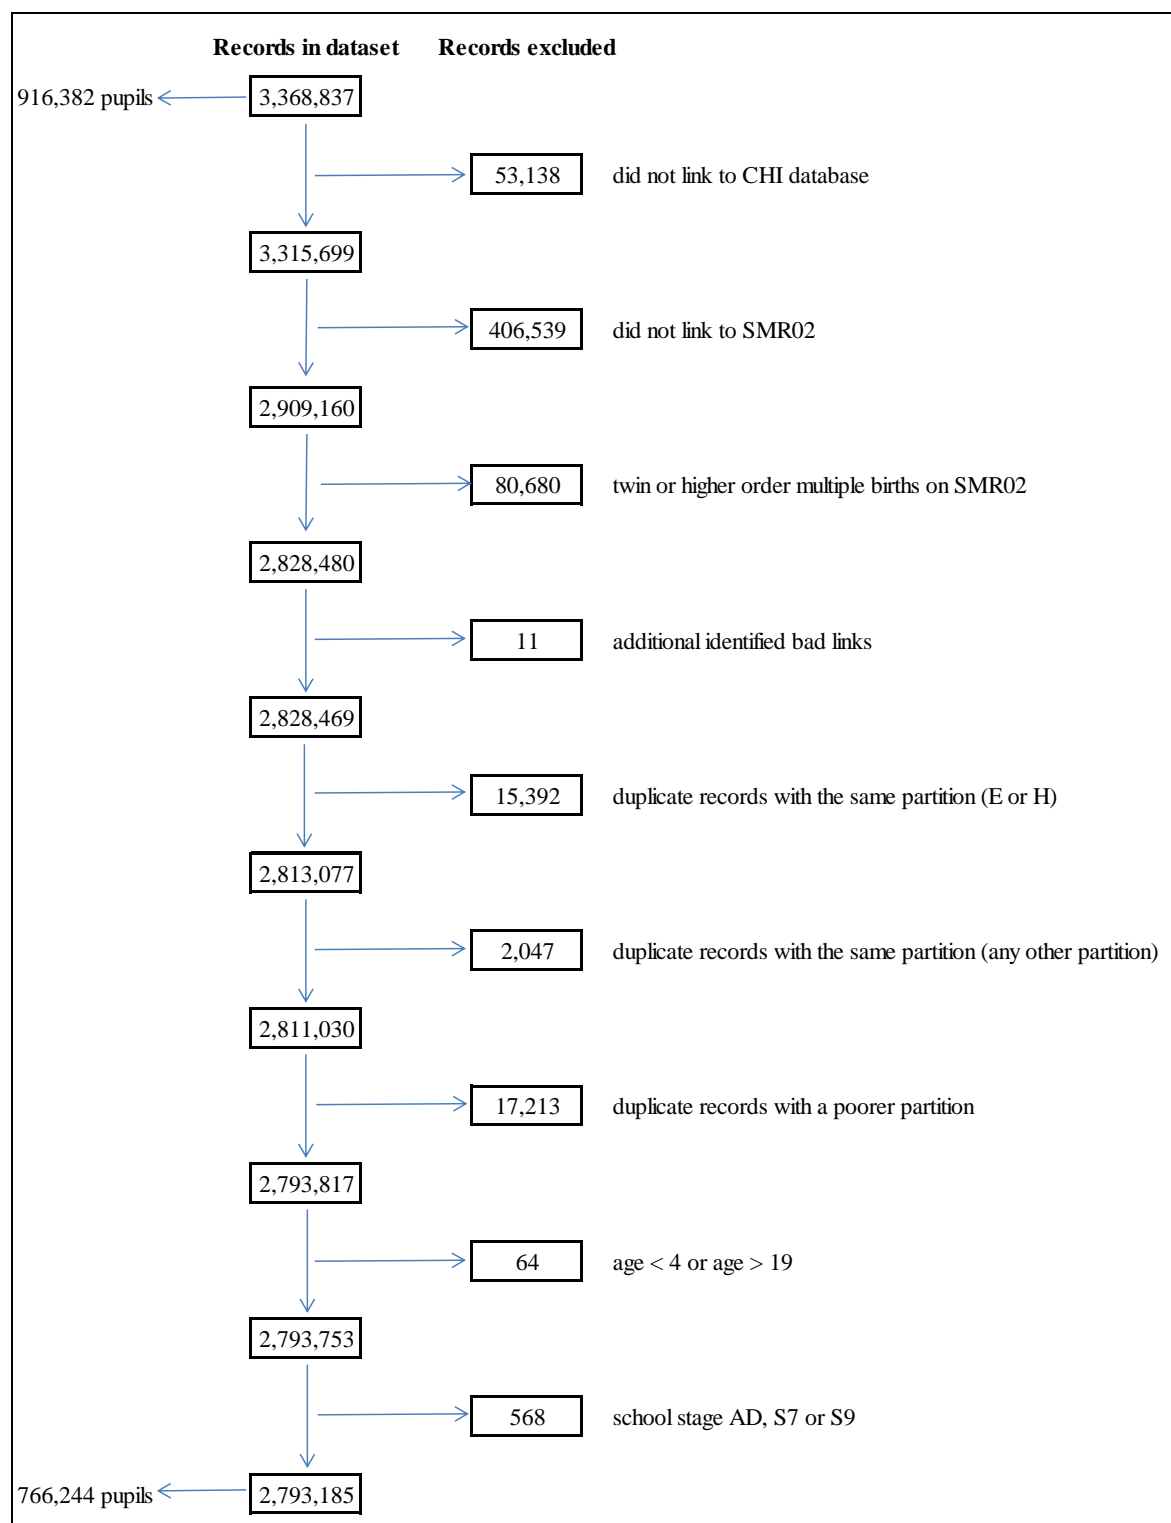 Records in dataset Records excluded
916,382 pupils 3,368,837
53,138 did not link to CHI database
3,315,699
406,539 did not link to SMR02
2,909,160
80,680 twin or higher order multiple births on SMR02
2,828,480
11 additional identified bad links
2,828,469
15,392 duplicate records with the same partition (E or H)
2,813,077
2,047 duplicate records with the same partition (any other partition)
2,811,030
17,213 duplicate records with a poorer partition
2,793,817
64 age < 4 or age > 19
2,793,753
568 school stage AD, S7 or S9
766,244 pupils 2,793,185